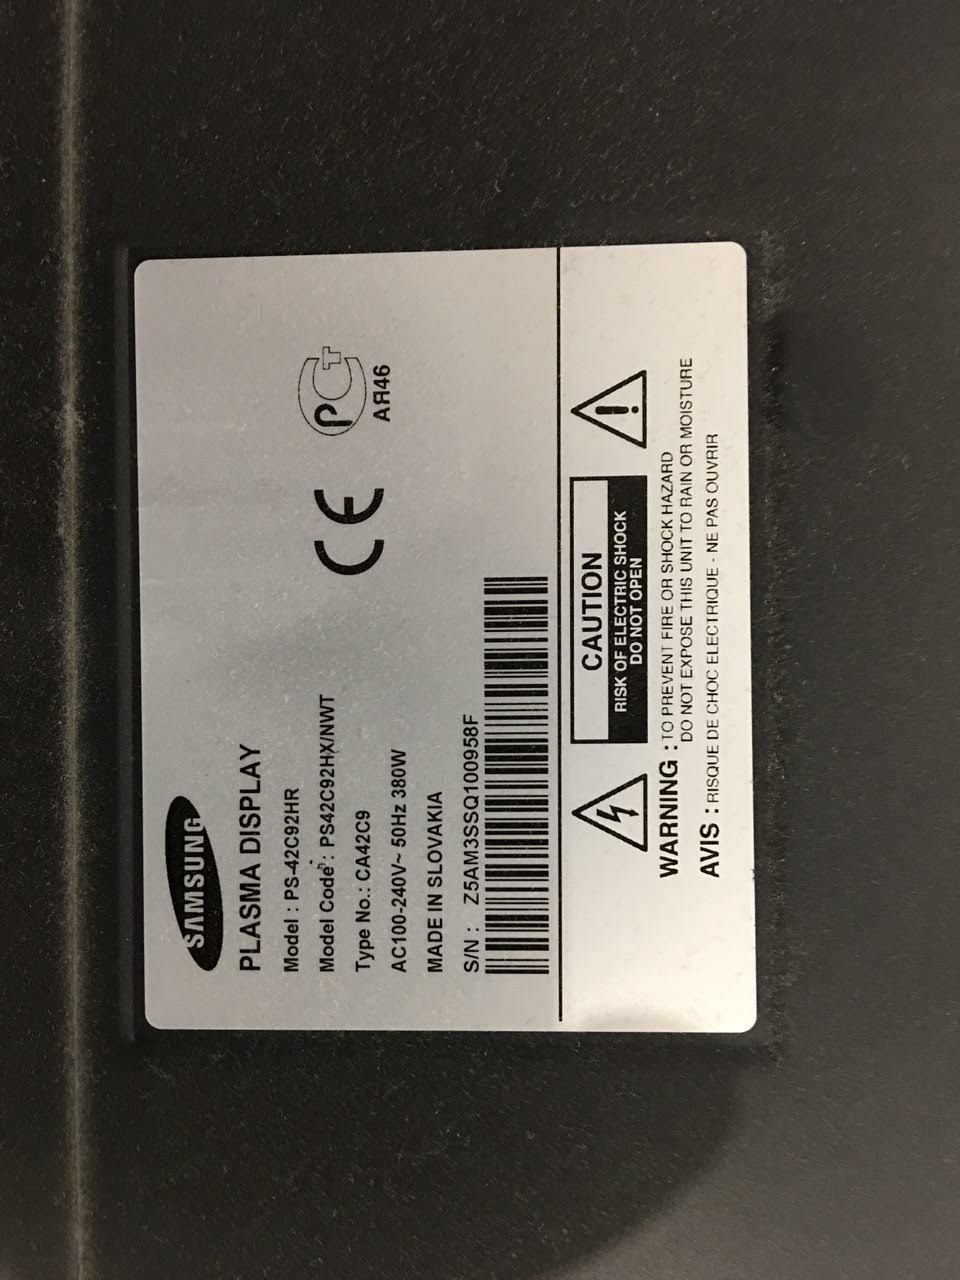 SAMSUNG
PLASMA DISPLAY
Model : PS-42C92HR
Model Code : PS42C92HX/NWT
Type No.: CA42C9
AC100-240V~ 50Hz 380W
MADE IN SLOVAKIA
S/N : Z5AM3SSQ100958F
CE
РСТ
АЯ46
CAUTION
RISK OF ELECTRIC SHOCK
DO NOT OPEN
WARNING : TO PREVENT FIRE OR SHOCK HAZARD
DO NOT EXPOSE THIS UNIT TO RAIN OR MOISTURE
AVIS : RISQUE DE CHOC ELECTRIQUE - NE PAS OUVRIR